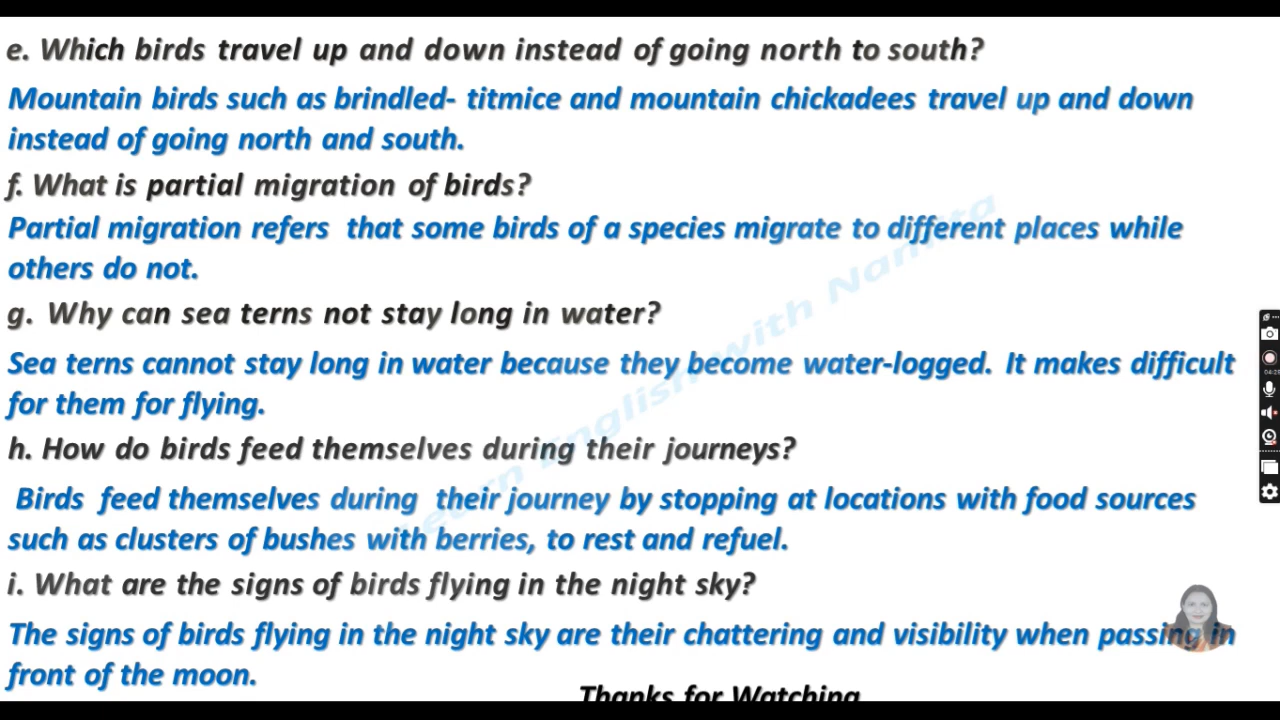 e. Which birds travel up and down instead of going north to south?
Mountain birds such as brindled- titmice and mountain chickadees travel up and down
instead of going north and south.
f. What is partial migration of birds?
Partial migration refers that some birds of a species migrate to different places while
others do not.
g. Why can sea terns not stay long in water?
Sea terns cannot stay long in water because they become water-logged. It makes difficult
for them for flying.
h. How do birds feed themselves during their journeys?
Birds feed themselves during their journey by stopping at locations with food sources
such as clusters of bushes with berries, to rest and refuel.
i. What are the signs of birds flying in the night sky?
The signs of birds flying in the night sky are their chattering and visibility when passing in
front of the moon.
Thanks for Watching
Learn English with Namita